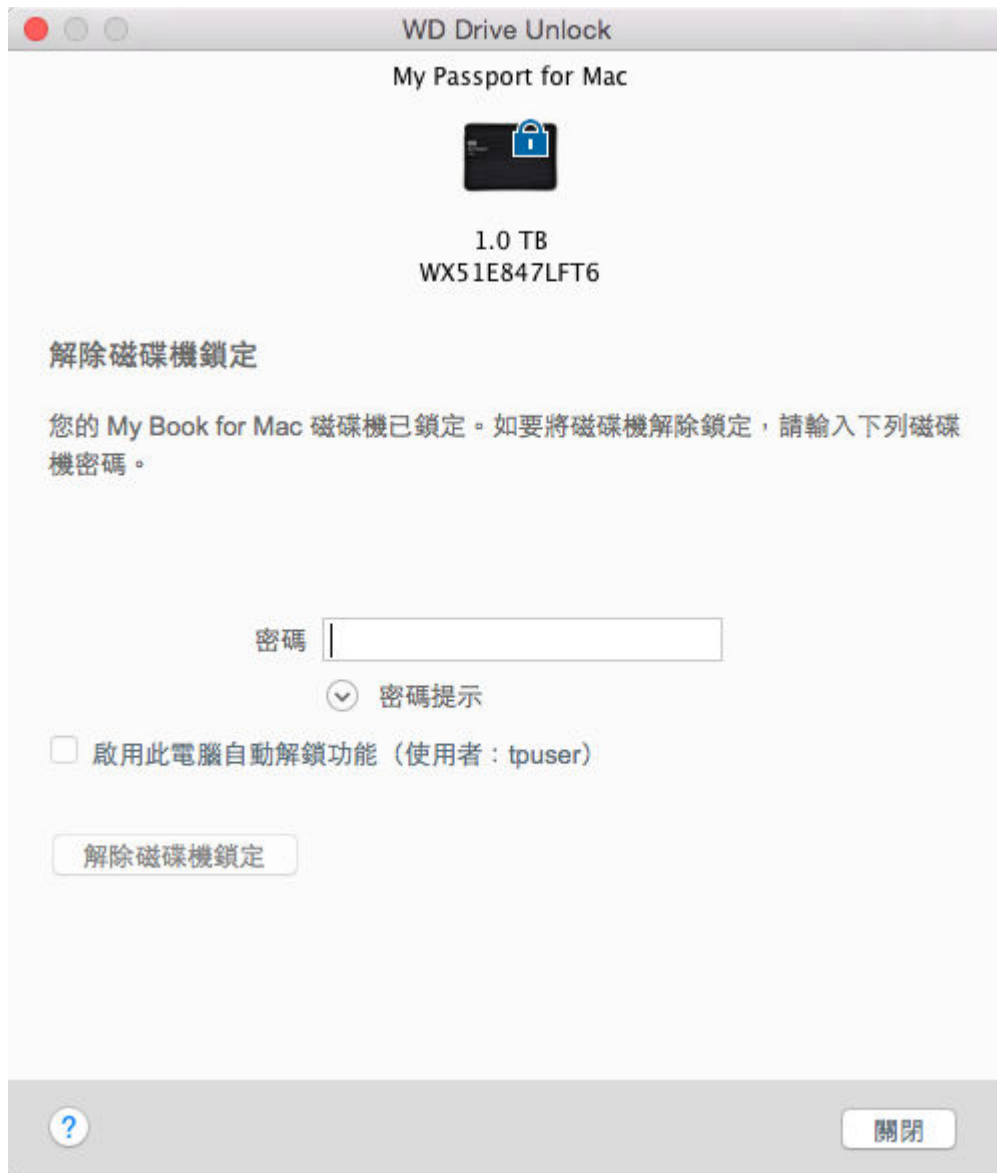 WD Drive Unlock
My Passport for Mac
1.0 TB
WX51E847LFT6
解除磁碟機鎖定
您的 My Book for Mac 磁碟機已鎖定。如要將磁碟機解除鎖定，請輸入下列磁碟
機密碼。
密碼
密碼提示
啟用此電腦自動解鎖功能（使用者：tpuser）
解除磁碟機鎖定
?
關閉